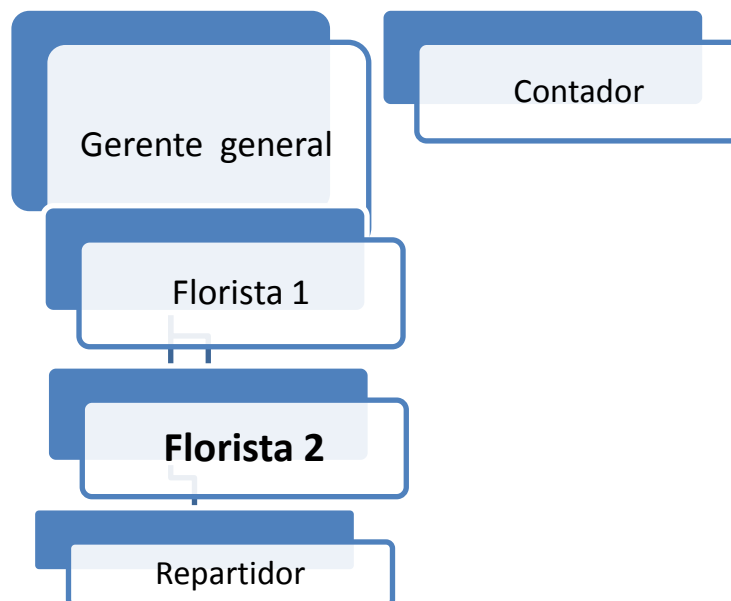 Gerente  general
Contador
Florista 1
Florista 2
Repartidor